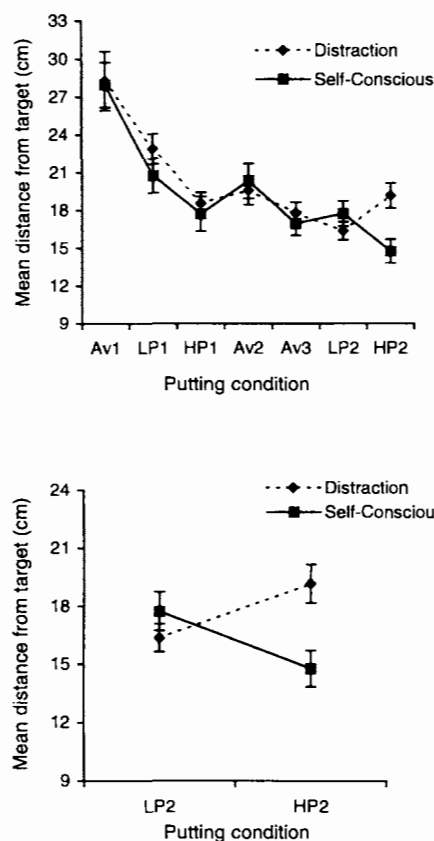 33
30
27
24
21
18
15
12
9
Mean distance from target (cm)
Distraction
Self-Conscious
Av1 LP1 HP1 Av2 Av3 LP2 HP2
Putting condition
24
21
18
15
12
9
Mean distance from target (cm)
Distraction
Self-Consciou
LP2 HP2
Putting condition